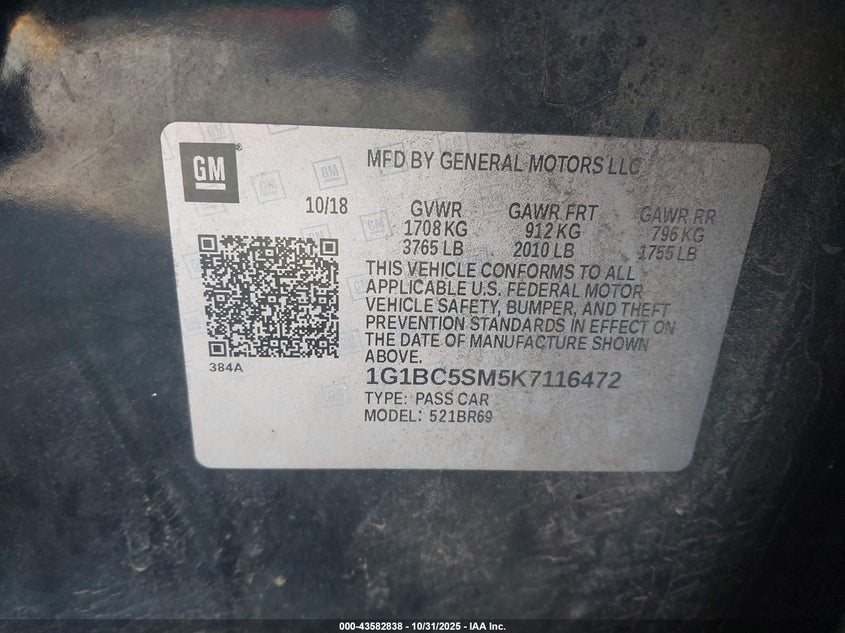 GM
MFD BY GENERAL MOTORS LLC
10/18 GVWR GAWR FRT GAWR RR
1708 KG 912 KG 796 KG
3765 LB 2010 LB 1755 LB
THIS VEHICLE CONFORMS TO ALL
APPLICABLE U.S. FEDERAL MOTOR
VEHICLE SAFETY, BUMPER, AND THEFT
PREVENTION STANDARDS IN EFFECT ON
THE DATE OF MANUFACTURE SHOWN
ABOVE.
384A
1G1BC5SM5K7116472
TYPE: PASS CAR
MODEL: 521BR69
000-43582838 - 10/31/2025 - IAA Inc.